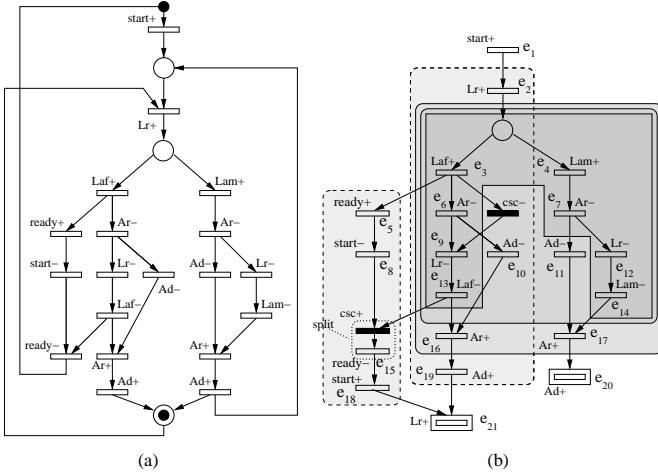 start+
Lr+
Laf+
Lam+
ready+
Ar−
Ar−
start−
Lr−
Ad−
Ad−
Lr−
Laf−
Lam−
ready−
Ar+
Ar+
Ad+
Ad+
(a)
start+ e1
Lr+ e2
Laf+ e3
e4 Lam+
ready+ e5
e6 Ar−
csc−
e7 Ar−
start− e8
e9 Lr−
Ad− e10
Ad− e11
Lr− e12
e13 Laf−
Lam− e14
split
csc+
ready− e15
e16 Ar+
Ar+ e17
start+ e18
e19 Ad+
Ad+ e20
Lr+ e21
(b)